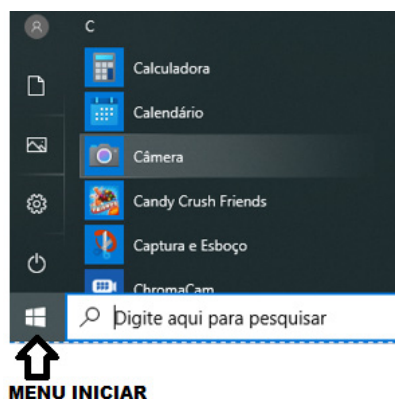 C
Calculadora
Calendário
Câmera
Candy Crush Friends
Captura e Esboço
ChromaCam
Digite aqui para pesquisar
MENU INICIAR